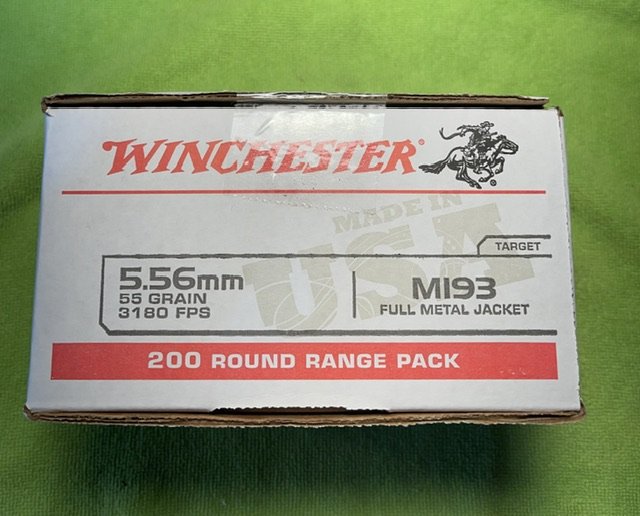 WINCHESTER®
MADE IN
USA
TARGET
5.56mm
55 GRAIN
3180 FPS
M193
FULL METAL JACKET
200 ROUND RANGE PACK